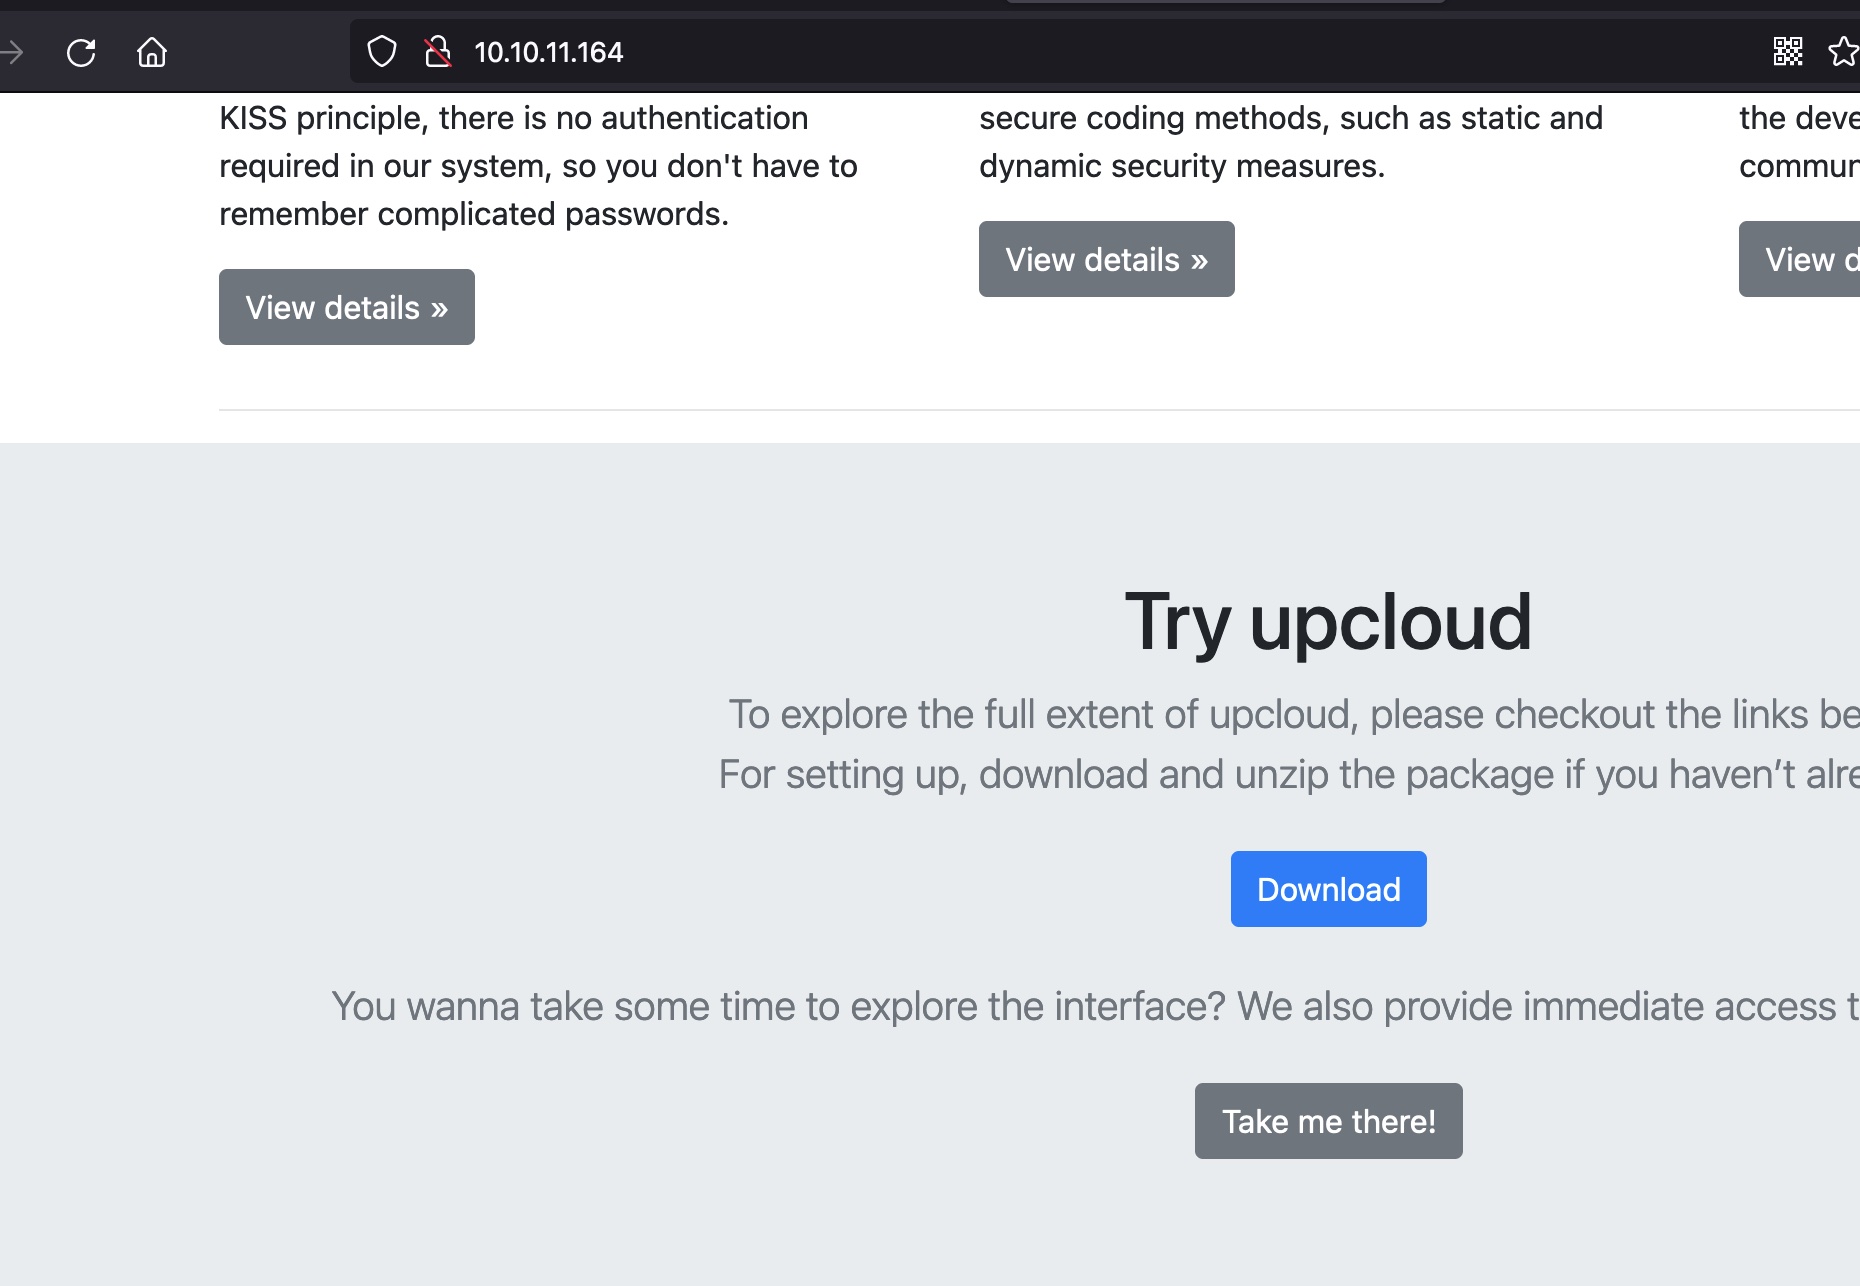 10.10.11.164
KISS principle, there is no authentication
required in our system, so you don't have to
remember complicated passwords.
View details »
secure coding methods, such as static and
dynamic security measures.
View details »
the deve
commun
View d
Try upcloud
To explore the full extent of upcloud, please checkout the links be
For setting up, download and unzip the package if you haven’t alre
Download
You wanna take some time to explore the interface? We also provide immediate access t
Take me there!